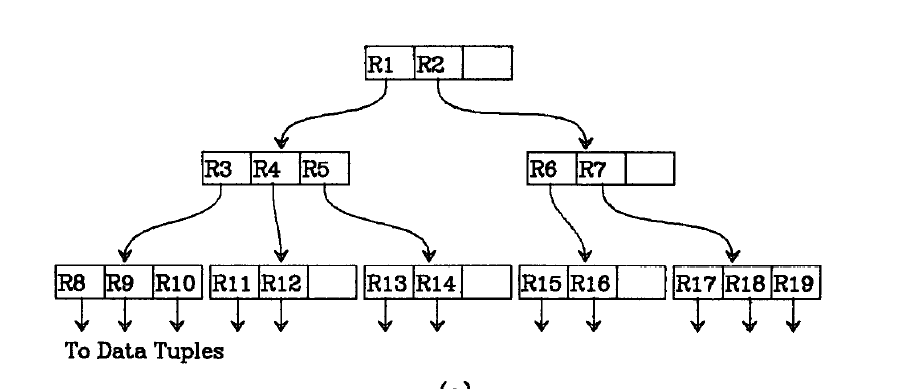 R1 R2
R3 R4 R5 R6 R7
R8 R9 R10 R11 R12 R13 R14 R15 R16 R17 R18 R19
To Data Tuples